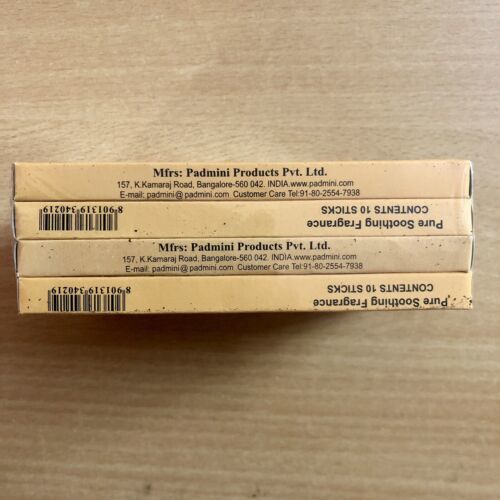 Mfrs: Padmini Products Pvt. Ltd.
157, K.Kamaraj Road, Bangalore-560 042. INDIA.www.padmini.com
E-mail: padmini@ padmini.com Customer Care Tel:91-80-2554-7938
Pure Soothing Fragrance
CONTENTS 10 STICKS
8 901319 340219
Mfrs: Padmini Products Pvt. Ltd.
157, K.Kamaraj Road, Bangalore-560 042. INDIA.www.padmini.com
E-mail: padmini@ padmini.com Customer Care Tel:91-80-2554-7938
Pure Soothing Fragrance
CONTENTS 10 STICKS
8 901319 340219